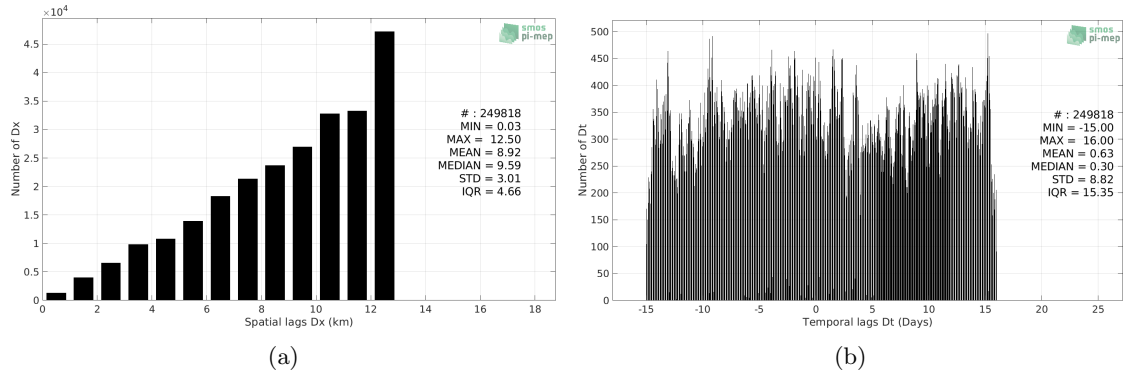 ×10⁴
smos
pi-mep
4.5
4
3.5
3
2.5
2
1.5
1
0.5
0
Number of Dx
# : 249818
MIN = 0.03
MAX = 12.50
MEAN = 8.92
MEDIAN = 9.59
STD = 3.01
IQR = 4.66
0 2 4 6 8 10 12 14 16 18
Spatial lags Dx (km)
(a)
smos
pi-mep
500
450
400
350
300
250
200
150
100
50
0
Number of Dt
# : 249818
MIN = -15.00
MAX = 16.00
MEAN = 0.63
MEDIAN = 0.30
STD = 8.82
IQR = 15.35
-15 -10 -5 0 5 10 15 20 25
Temporal lags Dt (Days)
(b)